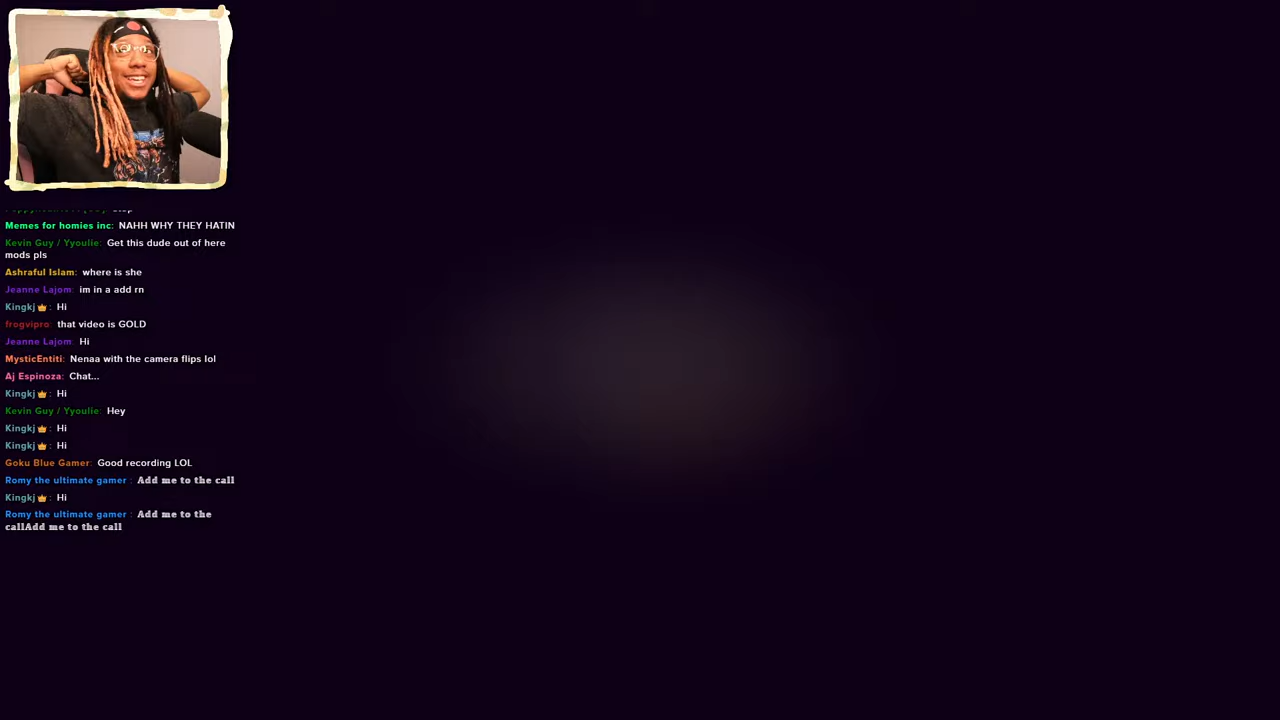 Memes for homies inc: NAHH WHY THEY HATIN
Kevin Guy / Yyoulie: Get this dude out of here
mods pls
Ashraful Islam: where is she
Jeanne Lajom: im in a add rn
Kingkj👑: Hi
frogvipro: that video is GOLD
Jeanne Lajom: Hi
MysticEntiti: Nenaa with the camera flips lol
Aj Espinoza: Chat...
Kingkj👑: Hi
Kevin Guy / Yyoulie: Hey
Kingkj👑: Hi
Kingkj👑: Hi
Goku Blue Gamer: Good recording LOL
Romy the ultimate gamer : 𝔸𝕕𝕕 𝕞𝕖 𝕥𝕠 𝕥𝕙𝕖 𝕔𝕒𝕝𝕝
Kingkj👑: Hi
Romy the ultimate gamer : 𝔸𝕕𝕕 𝕞𝕖 𝕥𝕠 𝕥𝕙𝕖
𝕔𝕒𝕝𝕝𝔸𝕕𝕕 𝕞𝕖 𝕥𝕠 𝕥𝕙𝕖 𝕔𝕒𝕝𝕝